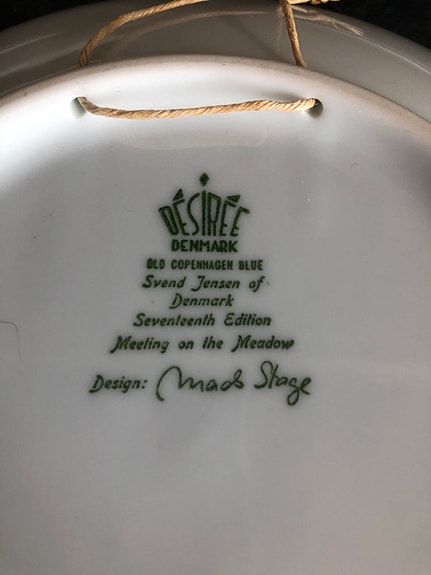 DÉSIRÉE
DENMARK
OLD COPENHAGEN BLUE
Svend Jensen of
Denmark
Seventeenth Edition
Meeting on the Meadow
Design: Mads Stage